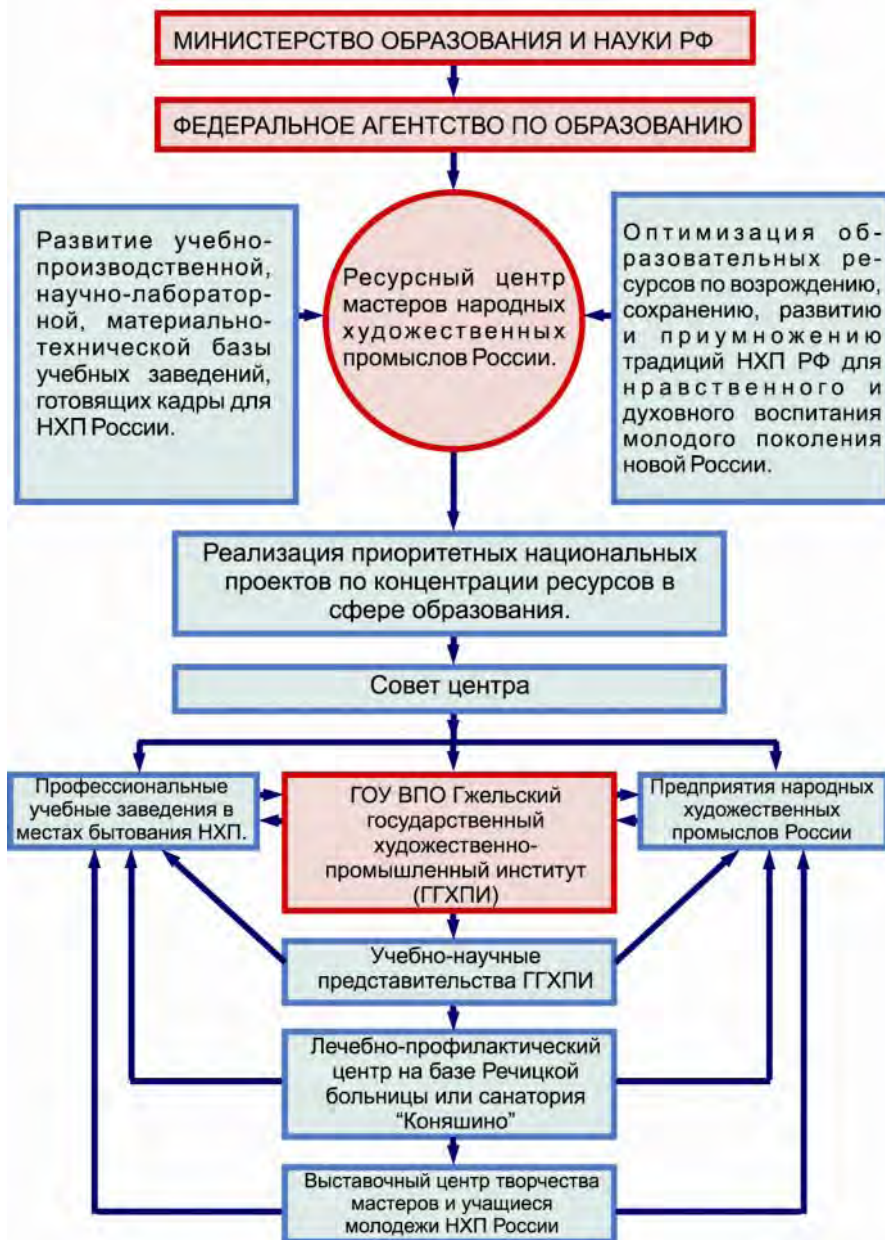 МИНИСТЕРСТВО ОБРАЗОВАНИЯ И НАУКИ РФ
ФЕДЕРАЛЬНОЕ АГЕНТСТВО ПО ОБРАЗОВАНИЮ
Развитие учебно-
производственной,
научно-лаборатор-
ной, материально-
технической базы
учебных заведений,
готовящих кадры для
НХП России.
Ресурсный центр
мастеров народных
художественных
промыслов России.
Оптимизация об-
разовательных ре-
сурсов по возрождению,
сохранению, развитию
и приумножению
традиций НХП РФ для
нравственного и
духовного воспитания
молодого поколения
новой России.
Реализация приоритетных национальных
проектов по концентрации ресурсов в
сфере образования.
Совет центра
Профессиональные
учебные заведения в
местах бытования НХП.
ГОУ ВПО Гжельский
государственный
художественно-
промышленный институт
(ГГХПИ)
Предприятия народных
художественных
промыслов России
Учебно-научные
представительства ГГХПИ
Лечебно-профилактический
центр на базе Речицкой
больницы или санатория
“Коняшино”
Выставочный центр творчества
мастеров и учащиеся
молодежи НХП России